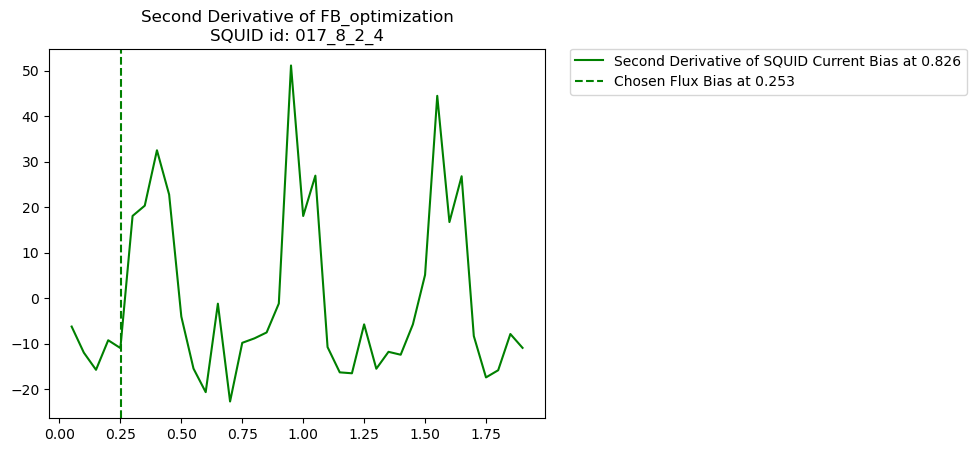 Second Derivative of FB_optimization
SQUID id: 017_8_2_4
Second Derivative of SQUID Current Bias at 0.826
Chosen Flux Bias at 0.253
50
40
30
20
10
0
−10
−20
0.00 0.25 0.50 0.75 1.00 1.25 1.50 1.75